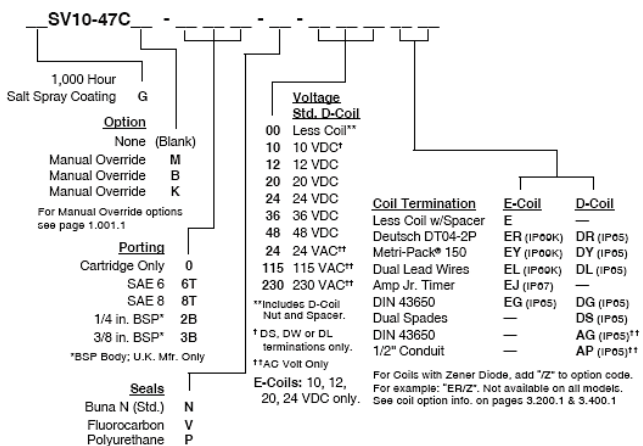 __SV10-47C__ - ______ - __ - ______ ____
1,000 Hour
Salt Spray Coating G
Option
None (Blank)
Manual Override M
Manual Override B
Manual Override K
For Manual Override options
see page 1.001.1
Porting
Cartridge Only 0
SAE 6 6T
SAE 8 8T
1/4 in. BSP* 2B
3/8 in. BSP* 3B
*BSP Body; U.K. Mfr. Only
Seals
Buna N (Std.) N
Fluorocarbon V
Polyurethane P
Voltage
Std. D-Coil
00 Less Coil**
10 10 VDC†
12 12 VDC
20 20 VDC
24 24 VDC
36 36 VDC
48 48 VDC
24 24 VAC††
115 115 VAC††
230 230 VAC††
**Includes D-Coil
Nut and Spacer.
† DS, DW or DL
terminations only.
††AC Volt Only
E-Coils: 10, 12,
20, 24 VDC only.
Coil Termination E-Coil D-Coil
Less Coil w/Spacer E —
Deutsch DT04-2P ER (IP69K) DR (IP65)
Metri-Pack® 150 EY (IP69K) DY (IP65)
Dual Lead Wires EL (IP69K) DL (IP65)
Amp Jr. Timer EJ (IP67) —
DIN 43650 EG (IP65) DG (IP65)
Dual Spades — DS (IP65)
DIN 43650 — AG (IP65)††
1/2" Conduit — AP (IP65)††
For Coils with Zener Diode, add "/Z" to option code.
For example: "ER/Z". Not available on all models.
See coil option info. on pages 3.200.1 & 3.400.1